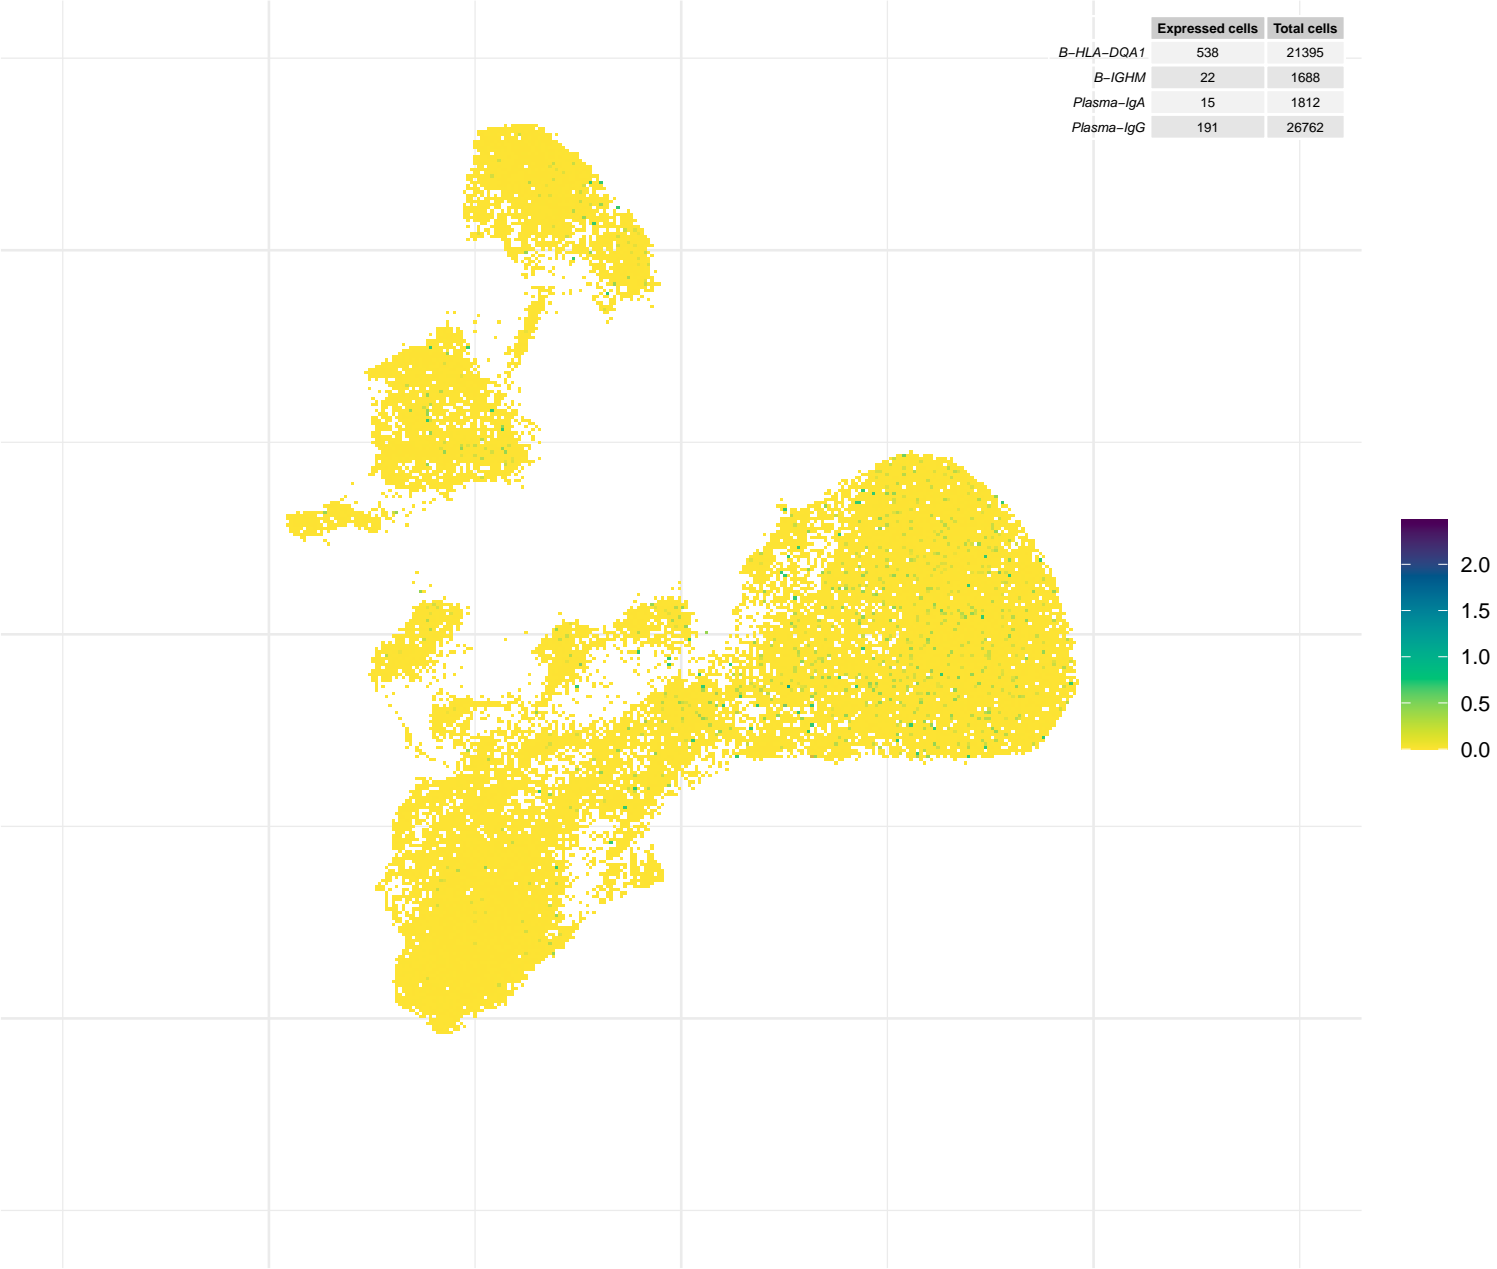 Expressed cells Total cells
B−HLA−DQA1 538 21395
B−IGHM 22 1688
Plasma−IgA 15 1812
Plasma−IgG 191 26762
2.0
1.5
1.0
0.5
0.0